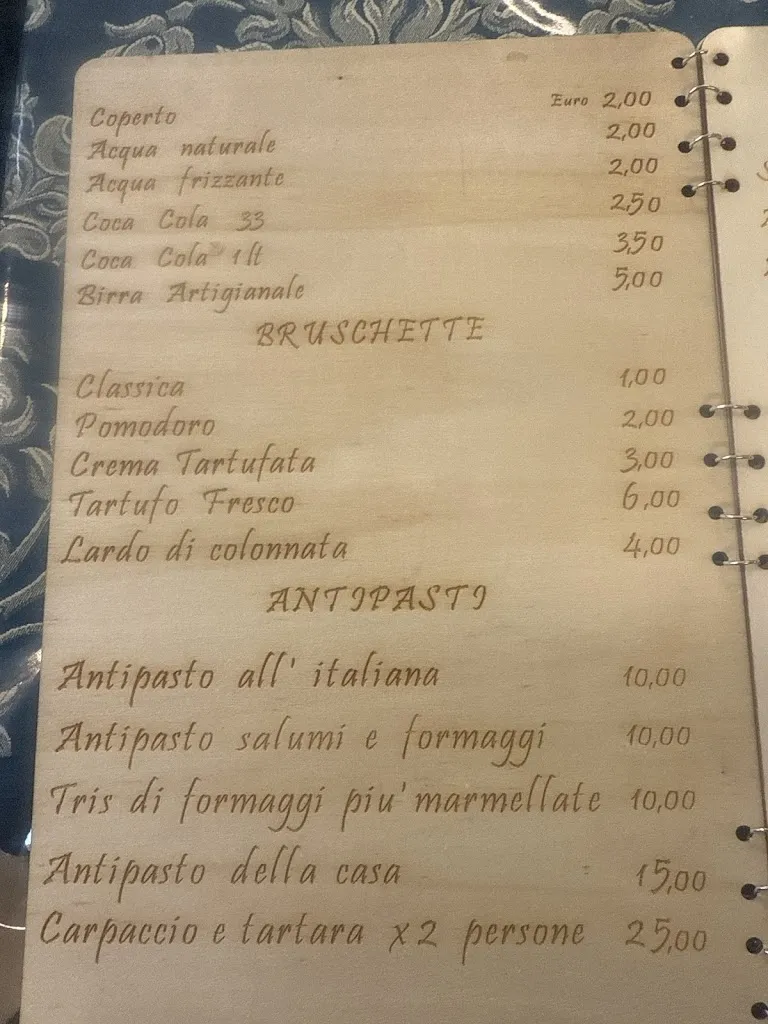 Coperto Euro 2,00
Acqua naturale 2,00
Acqua frizzante 2,00
Coca Cola 33 2,50
Coca Cola 1 lt 3,50
Birra Artigianale 5,00
BRUSCHETTE
Classica 1,00
Pomodoro 2,00
Crema Tartufata 3,00
Tartufo Fresco 6,00
Lardo di colonnata 4,00
ANTIPASTI
Antipasto all' italiana 10,00
Antipasto salumi e formaggi 10,00
Tris di formaggi piu' marmellate 10,00
Antipasto della casa 15,00
Carpaccio e tartara x2 persone 25,00